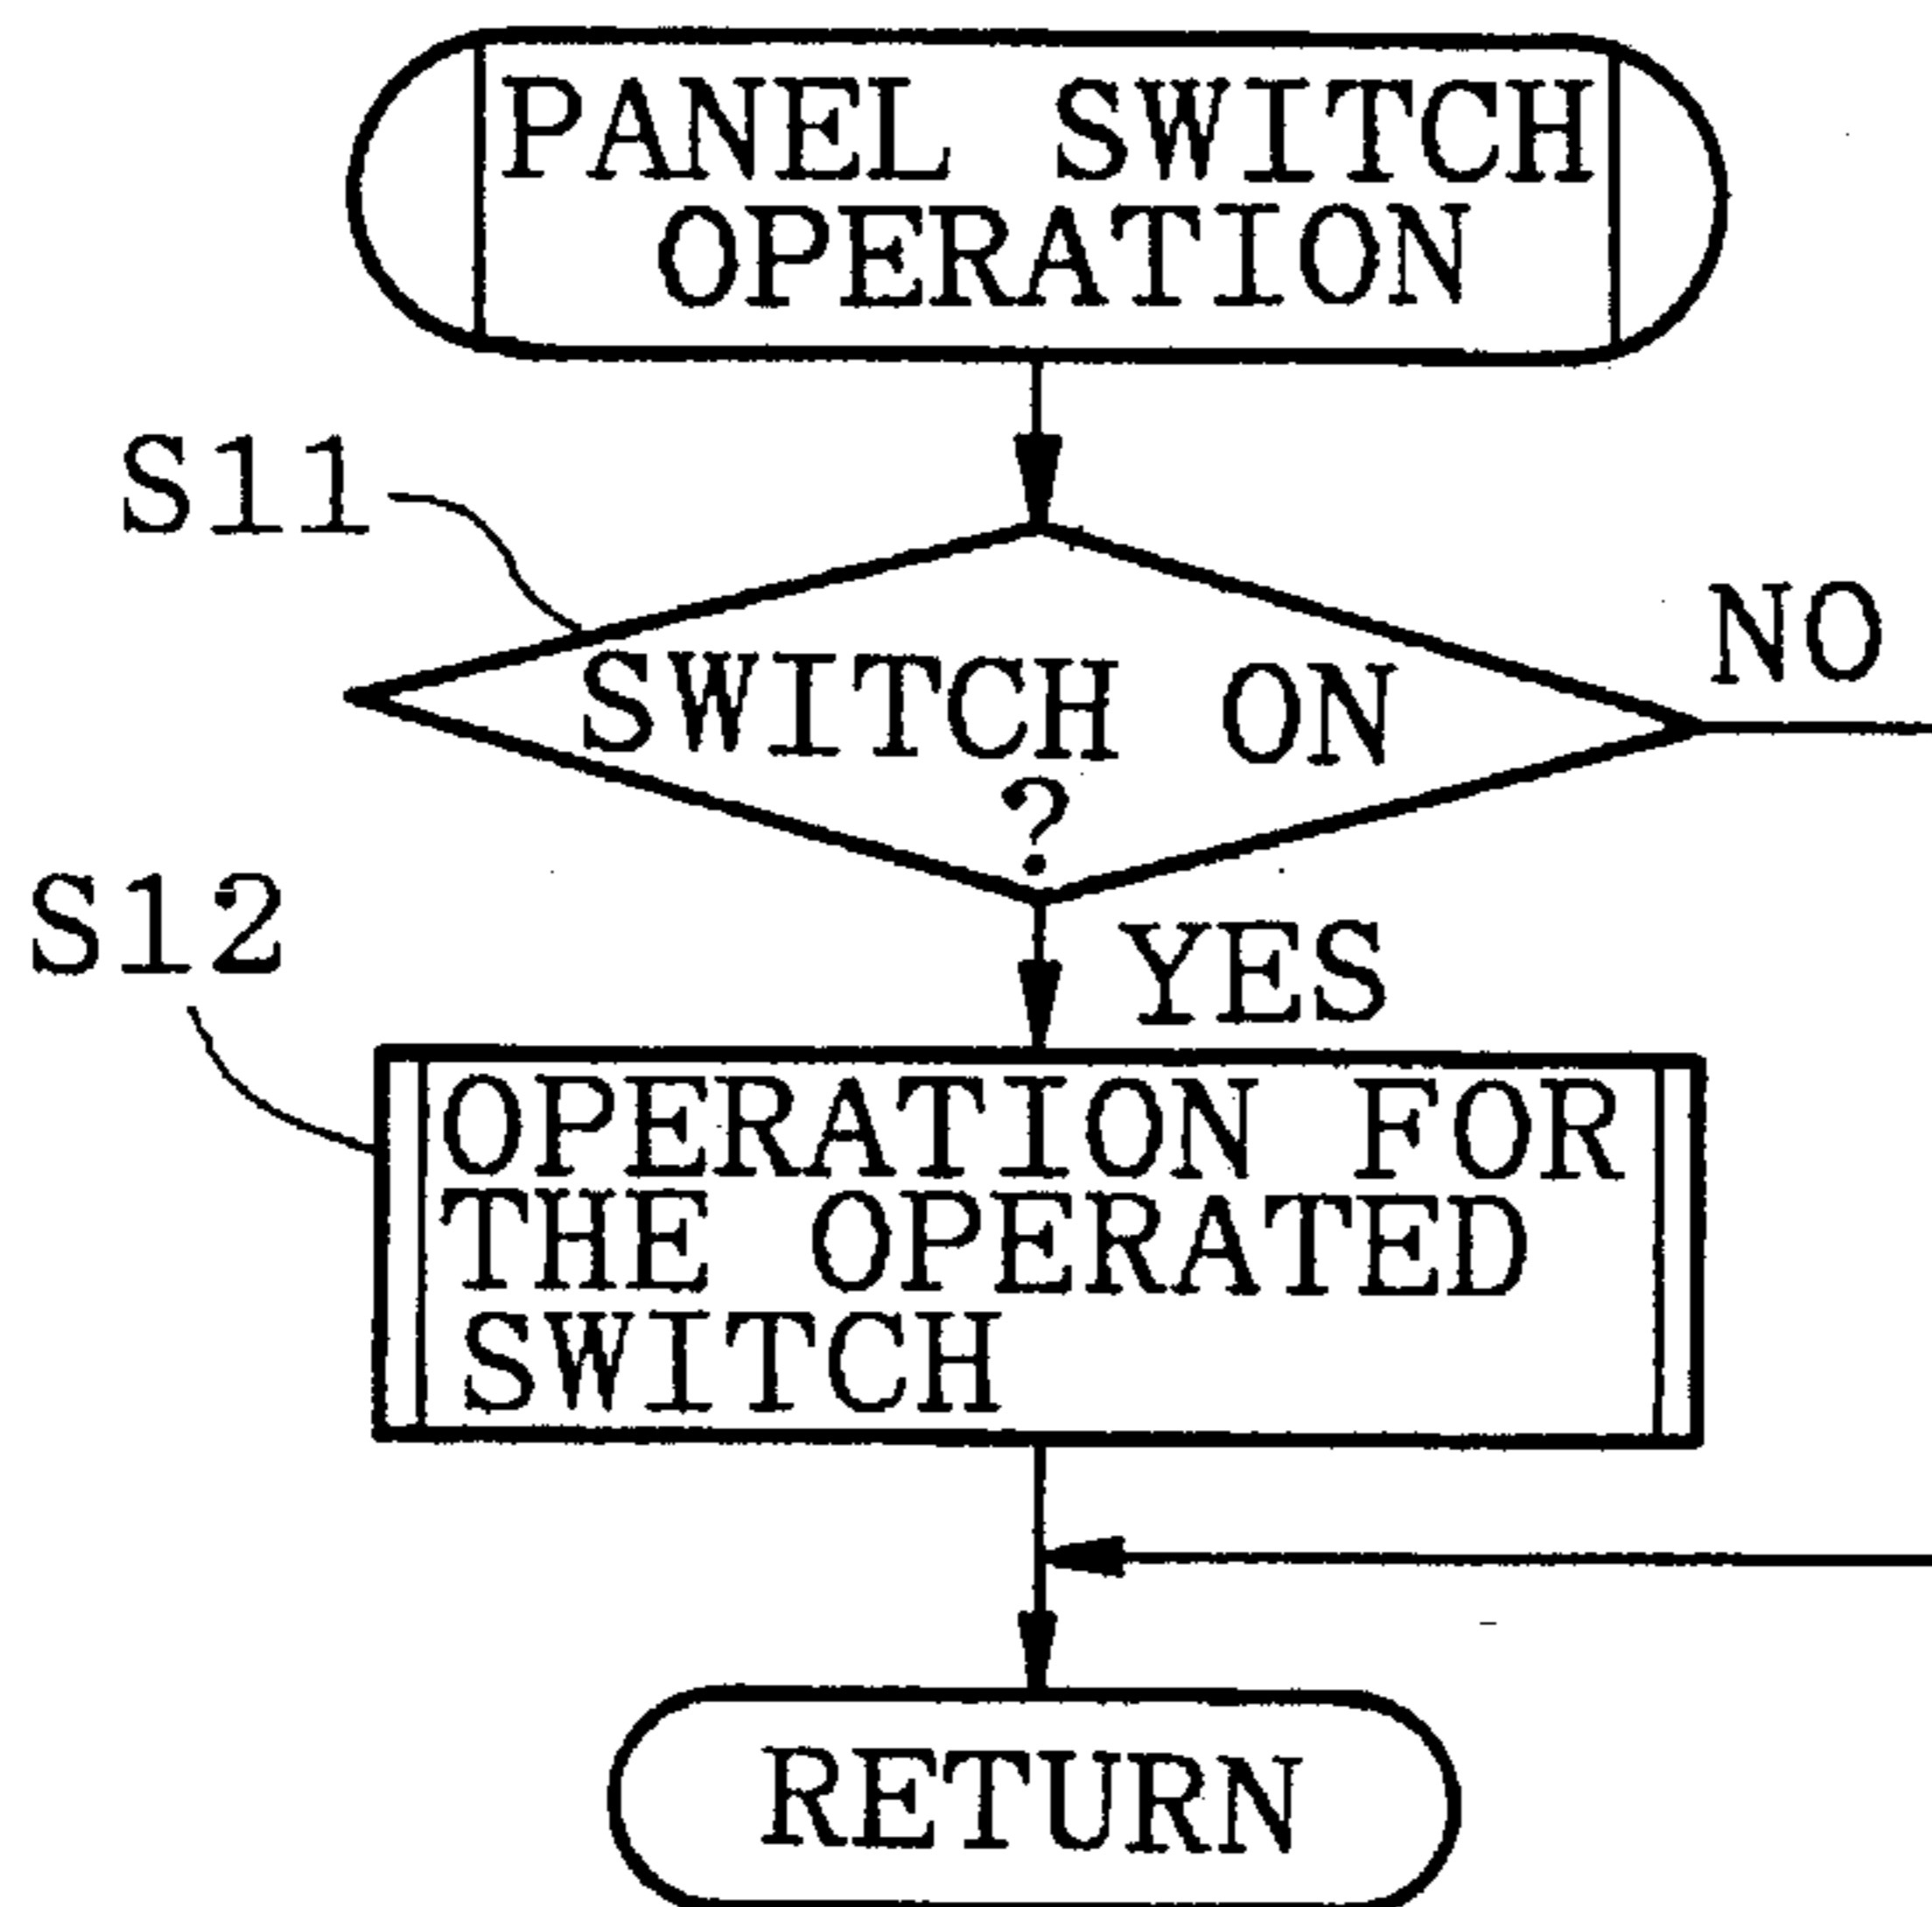 PANEL SWITCH
OPERATION
S11
SWITCH ON
?
NO
S12
YES
OPERATION FOR
THE OPERATED
SWITCH
RETURN